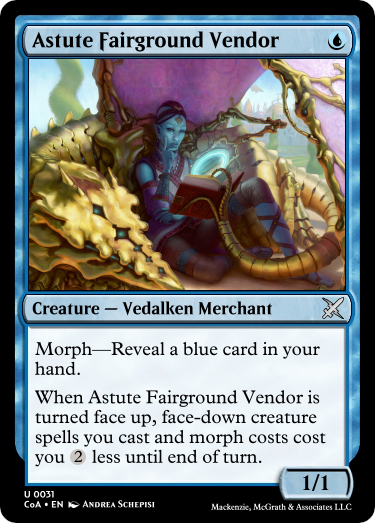 Astute Fairground Vendor
Creature — Vedalken Merchant
Morph—Reveal a blue card in your
hand.
When Astute Fairground Vendor is
turned face up, face-down creature
spells you cast and morph costs cost
you 2 less until end of turn.
1/1
U 0031
CoA • EN Andrea Schepisi
Mackenzie, McGrath & Associates LLC